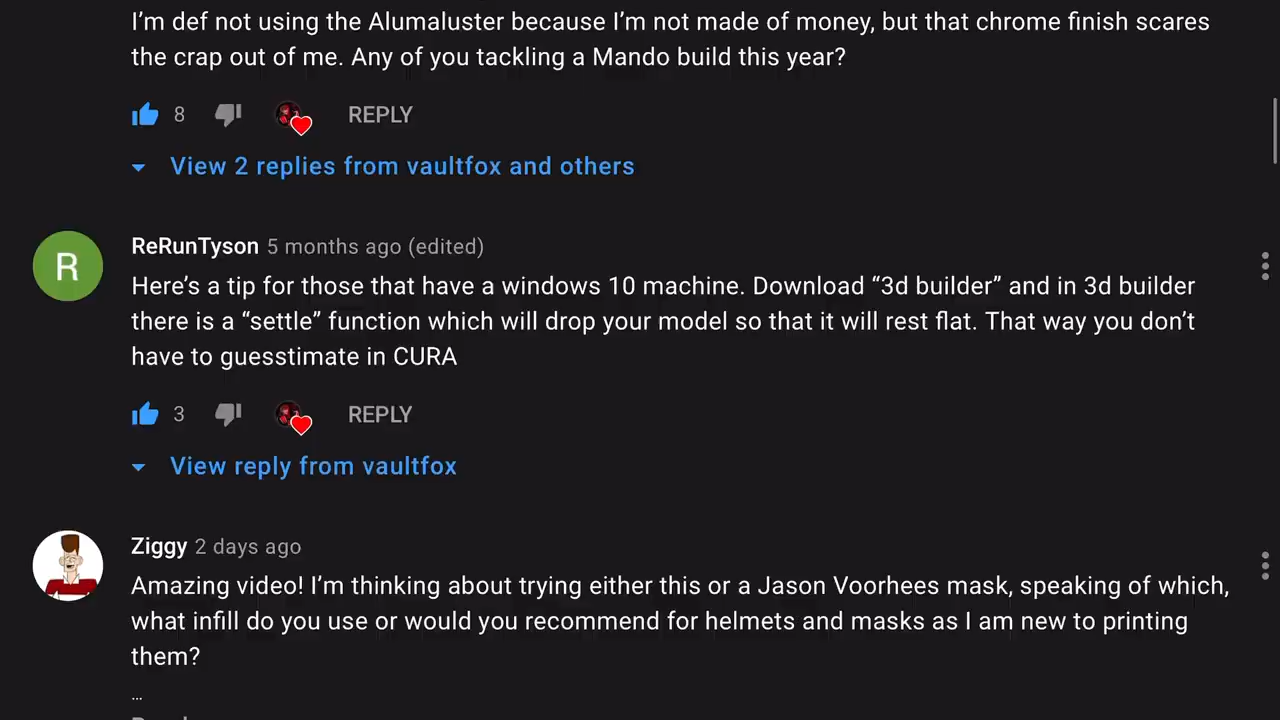 I’m def not using the Alumaluster because I’m not made of money, but that chrome finish scares
the crap out of me. Any of you tackling a Mando build this year?
8 REPLY
View 2 replies from vaultfox and others
R
ReRunTyson 5 months ago (edited)
Here’s a tip for those that have a windows 10 machine. Download “3d builder” and in 3d builder
there is a “settle” function which will drop your model so that it will rest flat. That way you don’t
have to guesstimate in CURA
3 REPLY
View reply from vaultfox
Ziggy 2 days ago
Amazing video! I’m thinking about trying either this or a Jason Voorhees mask, speaking of which,
what infill do you use or would you recommend for helmets and masks as I am new to printing
them?
...